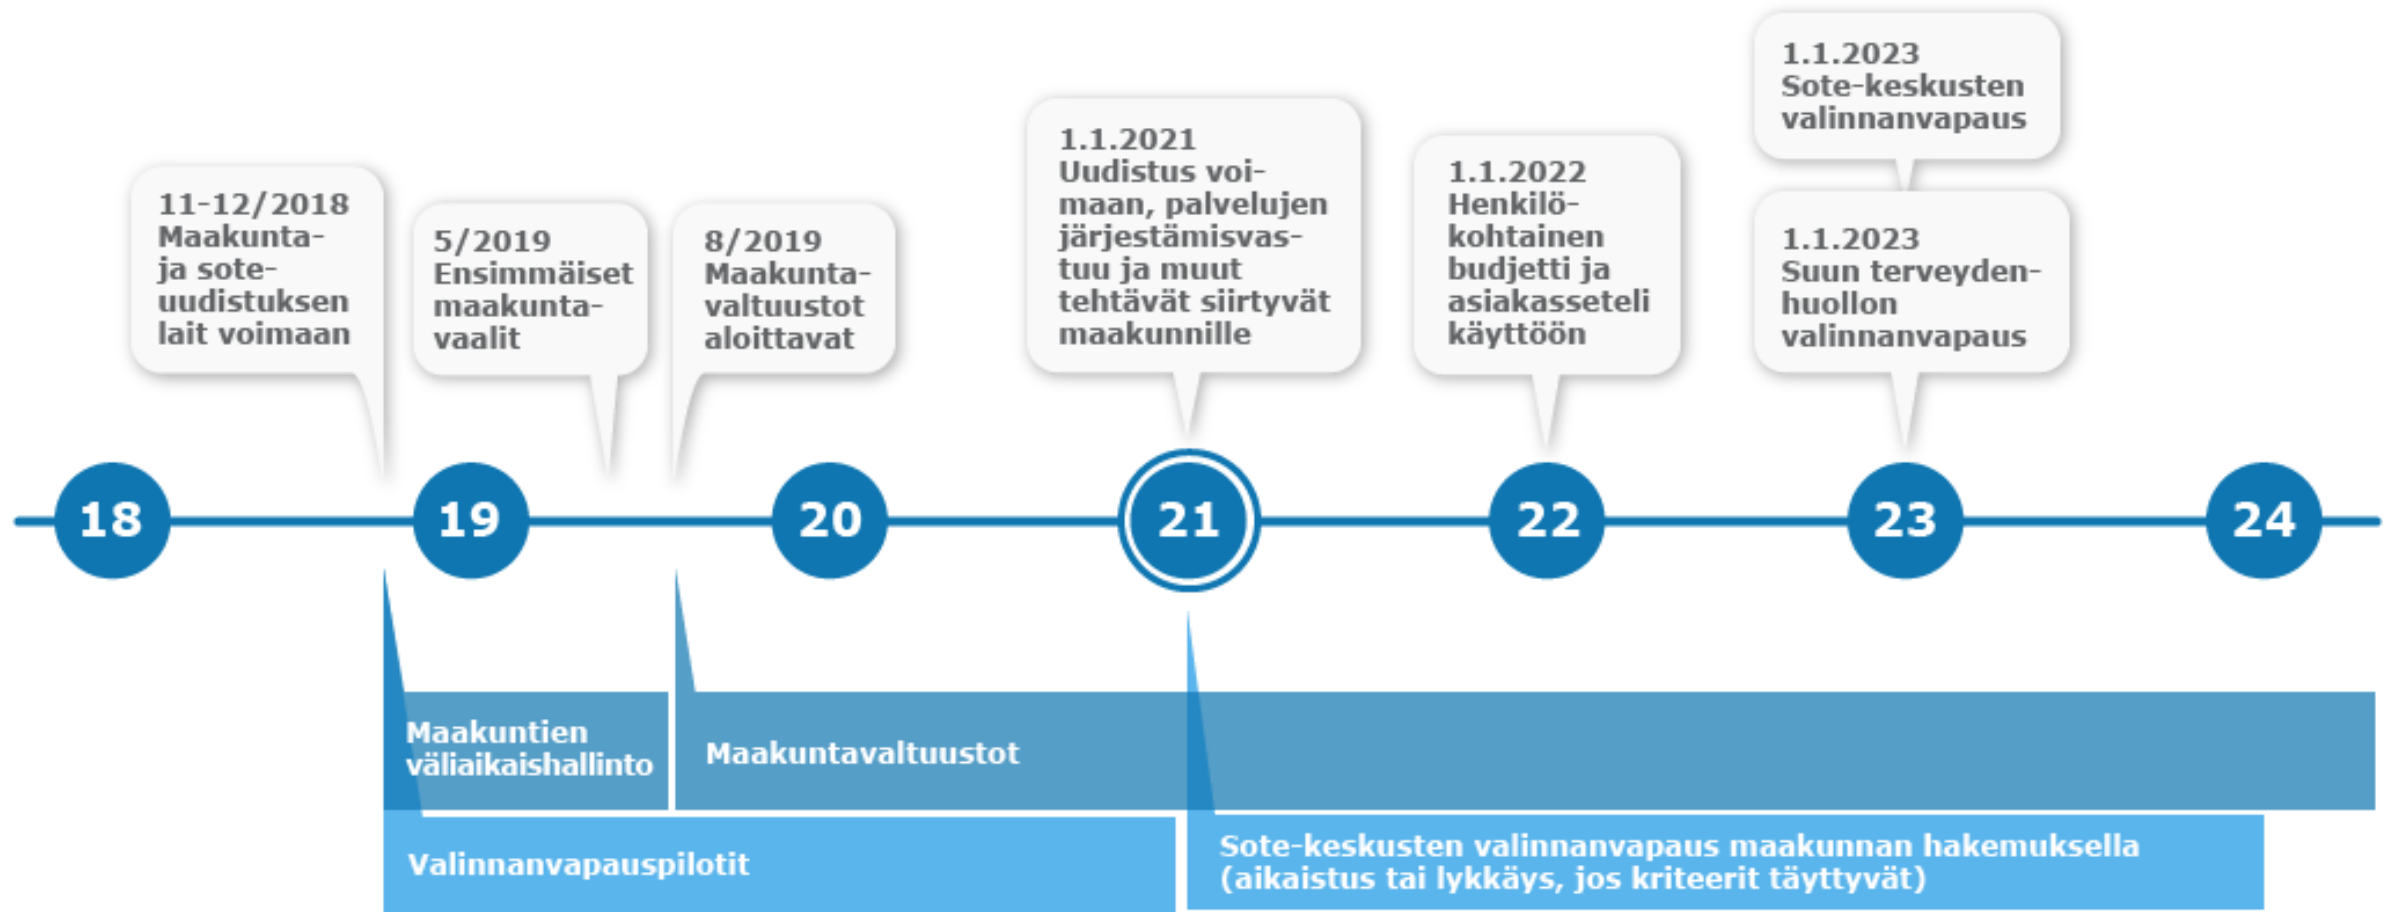 11-12/2018
Maakunta-
ja sote-
uudistuksen
lait voimaan
5/2019
Ensimmäiset
maakunta-
vaalit
8/2019
Maakunta-
valtuustot
aloittavat
1.1.2021
Uudistus voi-
maan, palvelujen
järjestämisvas-
tuu ja muut
tehtävät siirtyvät
maakunnille
1.1.2022
Henkilö-
kohtainen
budjetti ja
asiakasseteli
käyttöön
1.1.2023
Sote-keskusten
valinnanvapaus
1.1.2023
Suun terveyden-
huollon
valinnanvapaus
18
19
20
21
22
23
24
Maakuntien
väliaikaishallinto
Maakuntavaltuustot
Valinnanvapauspilotit
Sote-keskusten valinnanvapaus maakunnan hakemuksella
(aikaistus tai lykkäys, jos kriteerit täyttyvät)